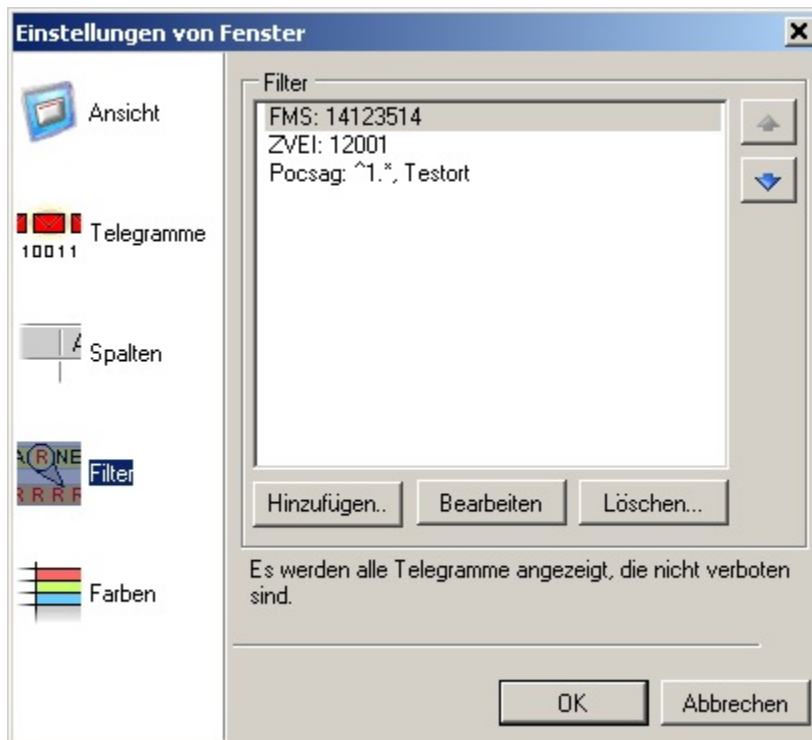 Einstellungen von Fenster
Ansicht
10011
Telegramme
Spalten
Filter
Farben
Filter
FMS: 14123514
ZVEI: 12001
Pocsag: ^1.*, Testort
Hinzufügen..
Bearbeiten
Löschen...
Es werden alle Telegramme angezeigt, die nicht verboten
sind.
OK
Abbrechen